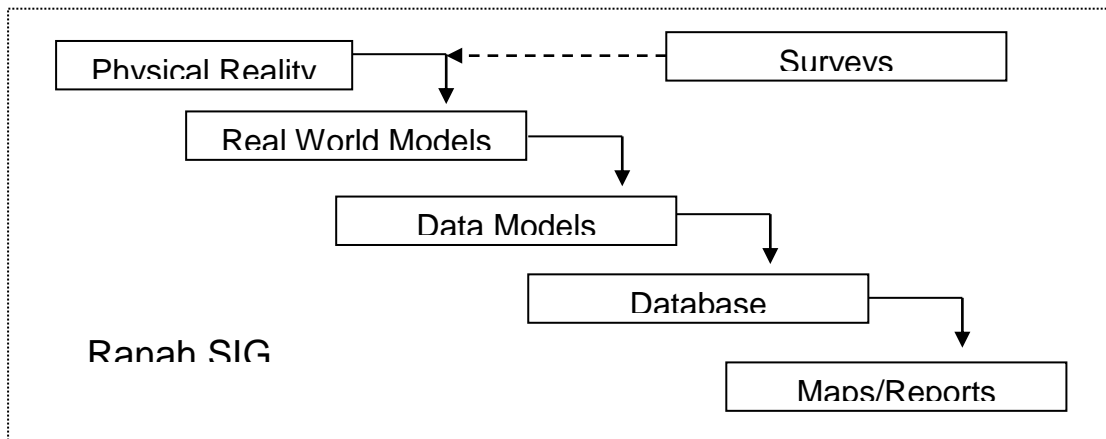 Physical Reality
Surveys
Real World Models
Data Models
Database
Ranah SIG
Maps/Reports